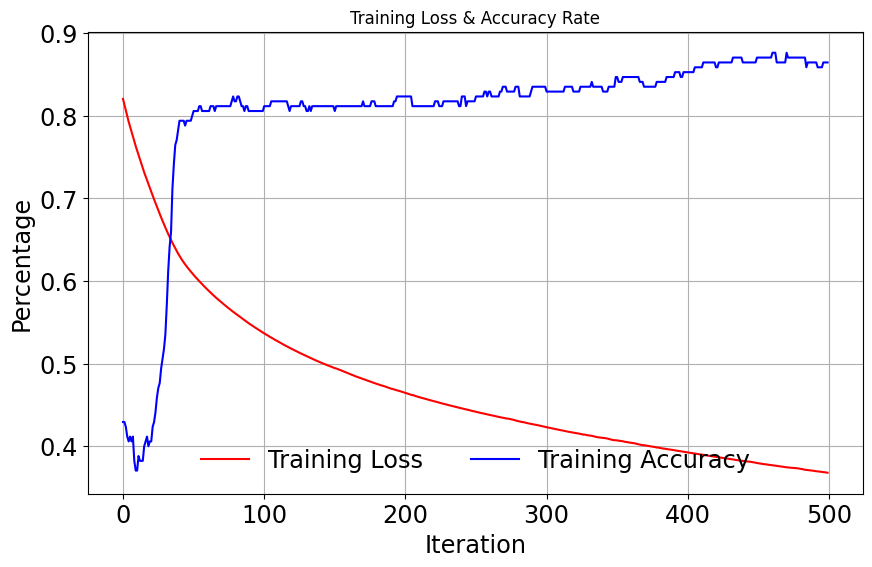 Training Loss & Accuracy Rate
0.9
0.8
0.7
0.6
0.5
0.4
Percentage
Training Loss Training Accuracy
0 100 200 300 400 500
Iteration